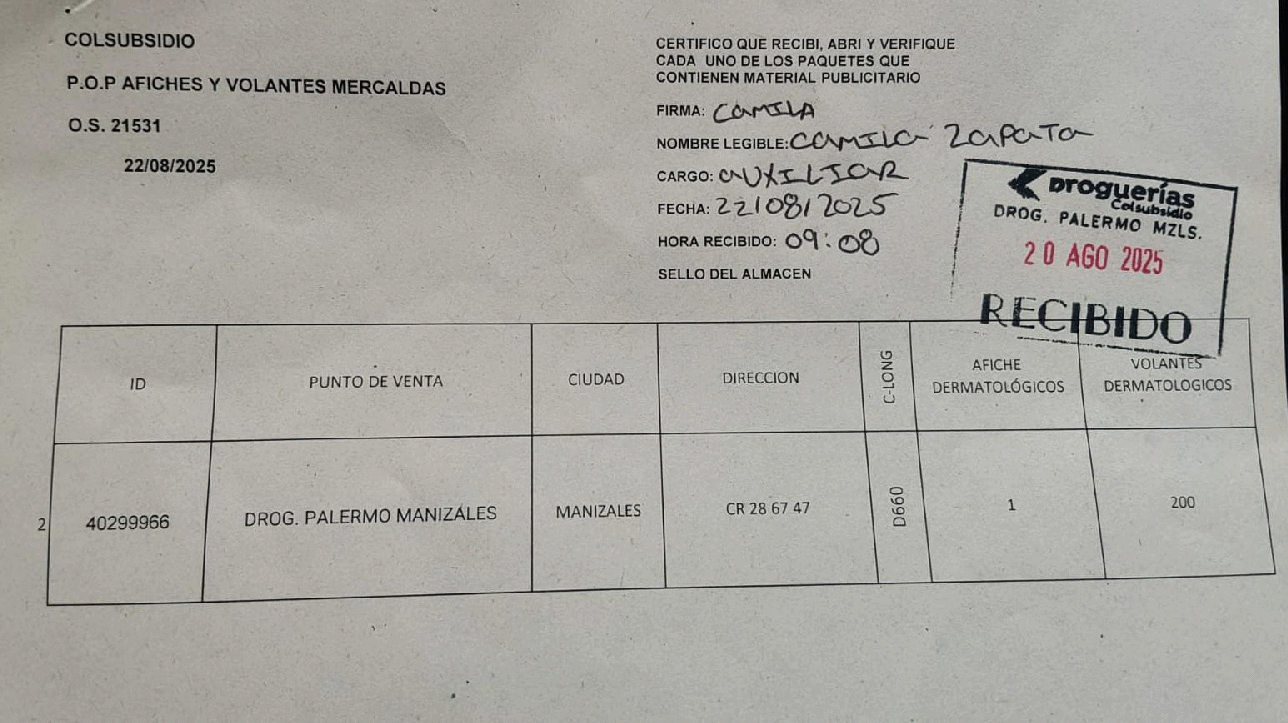 COLSUBSIDIO
P.O.P AFICHES Y VOLANTES MERCALDAS
O.S. 21531
22/08/2025
CERTIFICO QUE RECIBI, ABRI Y VERIFIQUE
CADA UNO DE LOS PAQUETES QUE
CONTIENEN MATERIAL PUBLICITARIO
FIRMA: CAMILA
NOMBRE LEGIBLE: CAMILA ZAPATA
CARGO: AUXILIAR
FECHA: 22/08/2025
HORA RECIBIDO: 09:08
SELLO DEL ALMACEN
Droguerías
Colsubsidio
DROG. PALERMO MZLS.
20 AGO 2025
RECIBIDO
ID PUNTO DE VENTA CIUDAD DIRECCION C-LONG AFICHE DERMATOLÓGICOS VOLANTES DERMATOLOGICOS
2 40299966 DROG. PALERMO MANIZALES MANIZALES CR 28 67 47 D660 1 200